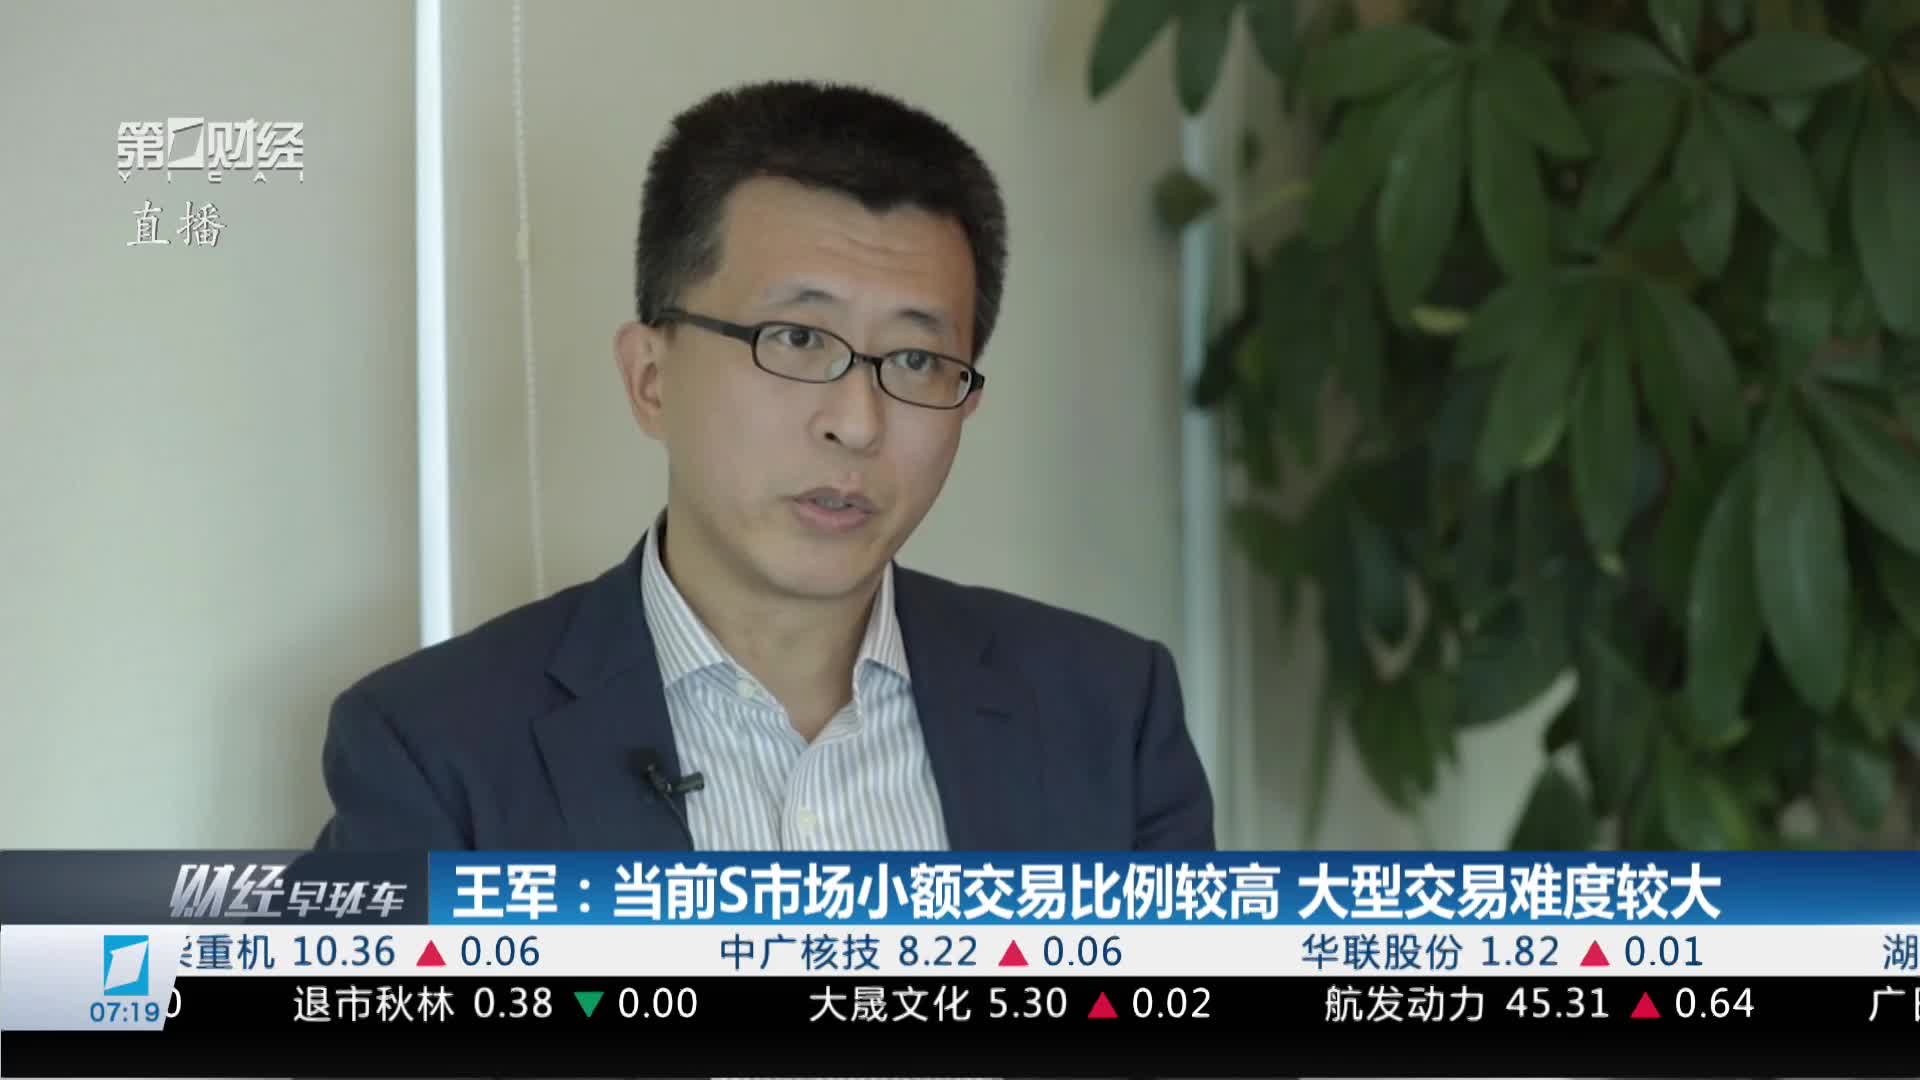 第一财经
YICAI
直播
财经早班车
王军：当前S市场小额交易比例较高 大型交易难度较大
重机 10.36 ▲ 0.06 中广核技 8.22 ▲ 0.06 华联股份 1.82 ▲ 0.01 湖
07:19
0 退市秋林 0.38 ▼ 0.00 大晟文化 5.30 ▲ 0.02 航发动力 45.31 ▲ 0.64